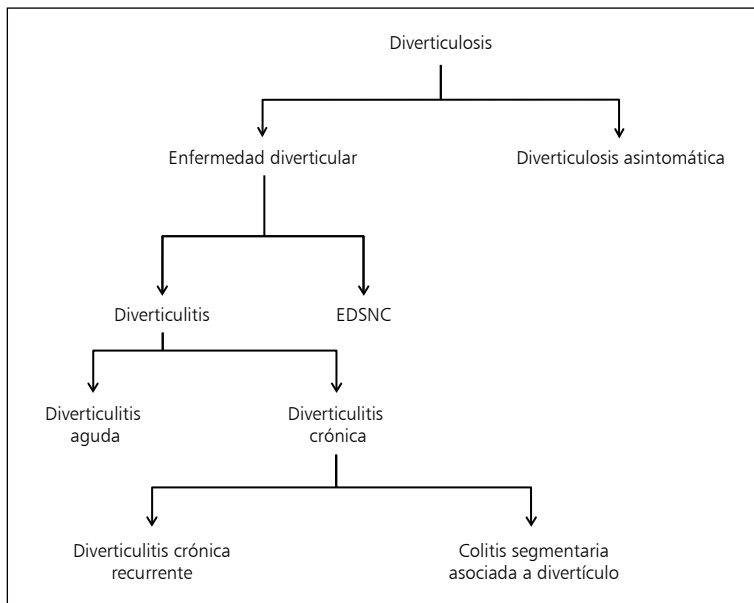 Diverticulosis
Enfermedad diverticular
Diverticulosis asintomática
Diverticulitis
EDSNC
Diverticulitis
aguda
Diverticulitis
crónica
Diverticulitis crónica
recurrente
Colitis segmentaria
asociada a divertículo